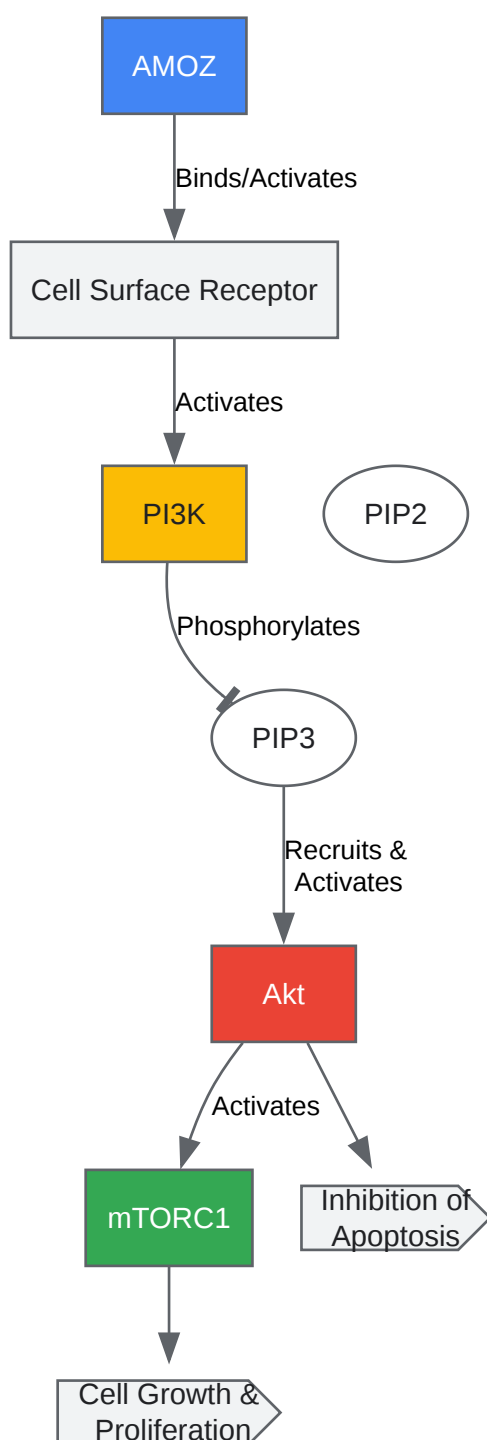 AMOZ
Binds/Activates
Cell Surface Receptor
Activates
PI3K
PIP2
Phosphorylates
PIP3
Recruits &
Activates
Akt
Activates
mTORC1
Inhibition of
Apoptosis
Cell Growth &
Proliferation